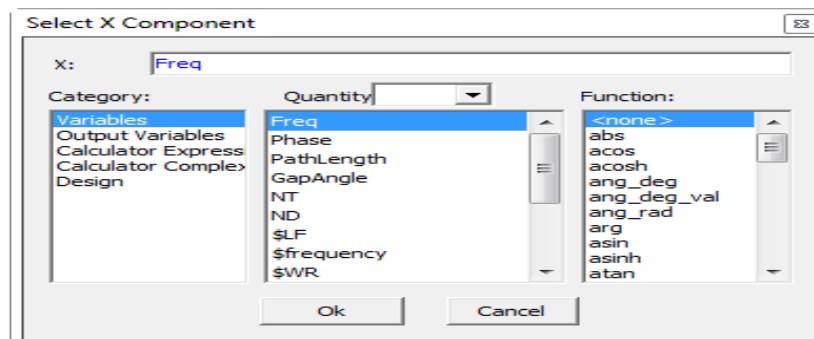 Select X Component
X: Freq
Category: Quantity Function:
Variables
Output Variables
Calculator Express
Calculator Complex
Design
Freq
Phase
PathLength
GapAngle
NT
ND
$LF
$frequency
$WR
<none>
abs
acos
acosh
ang_deg
ang_deg_val
ang_rad
arg
asin
asinh
atan
Ok Cancel